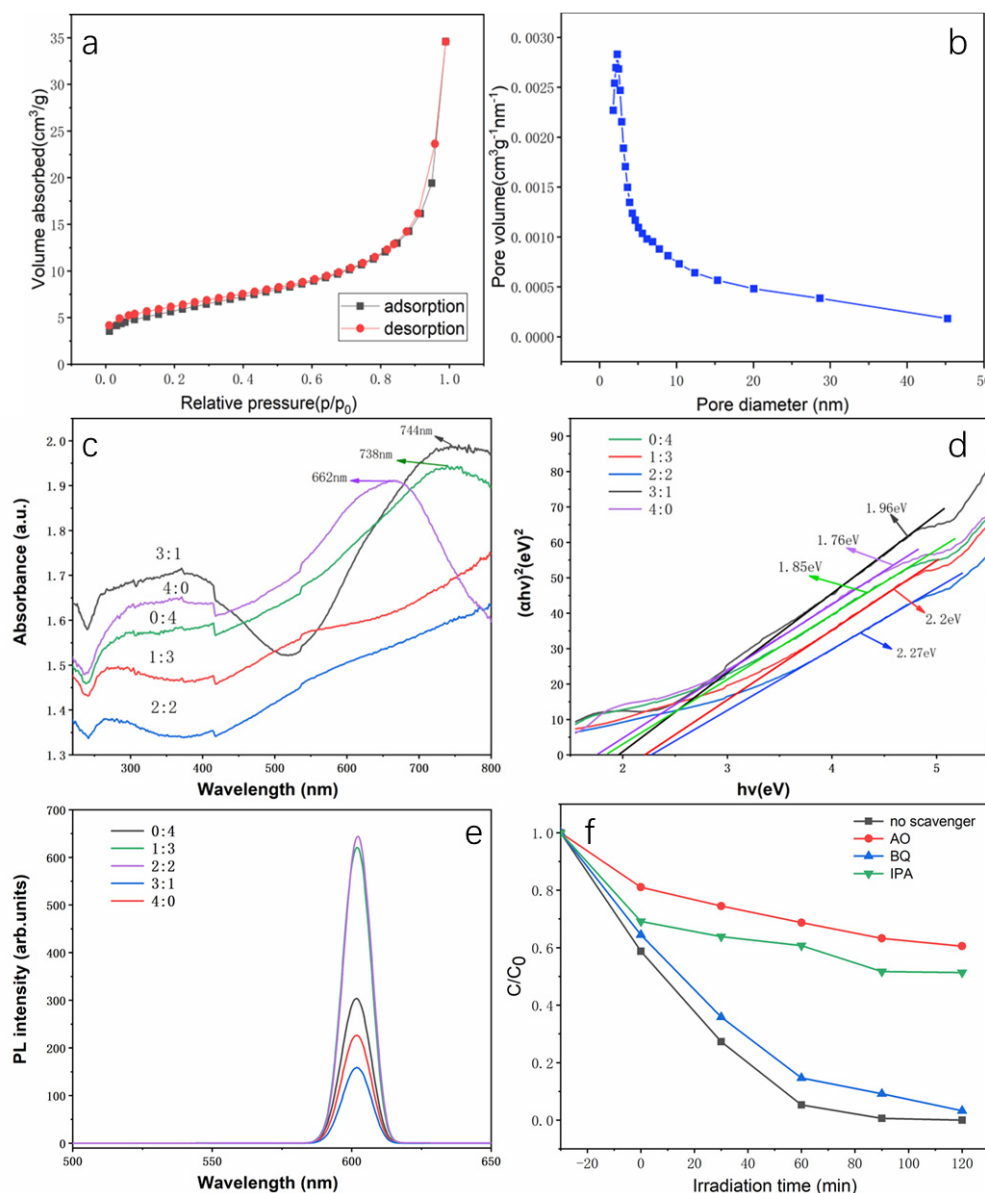 a
Volume absorbed(cm³/g)
40
35
30
25
20
15
10
5
0
0.0 0.2 0.4 0.6 0.8 1.0
Relative pressure(p/p₀)
adsorption
desorption
b
Pore volume(cm³g⁻¹nm⁻¹)
0.0030
0.0025
0.0020
0.0015
0.0010
0.0005
0.0000
0 10 20 30 40 50
Pore diameter (nm)
c
Absorbance (a.u.)
2.0
1.9
1.8
1.7
1.6
1.5
1.4
1.3
744nm
738nm
662nm
3:1
4:0
0:4
1:3
2:2
300 400 500 600 700 800
Wavelength (nm)
d
(αhν)²(eV)²
90
80
70
60
50
40
30
20
10
0
0:4
1:3
2:2
3:1
4:0
1.96eV
1.76eV
1.85eV
2.2eV
2.27eV
2 3 4 5
hν(eV)
e
PL intensity (arb.units)
700
600
500
400
300
200
100
0
0:4
1:3
2:2
3:1
4:0
500 550 600 650
Wavelength (nm)
f
C/C₀
1.0
0.8
0.6
0.4
0.2
0.0
no scavenger
AO
BQ
IPA
-20 0 20 40 60 80 100 120
Irradiation time (min)